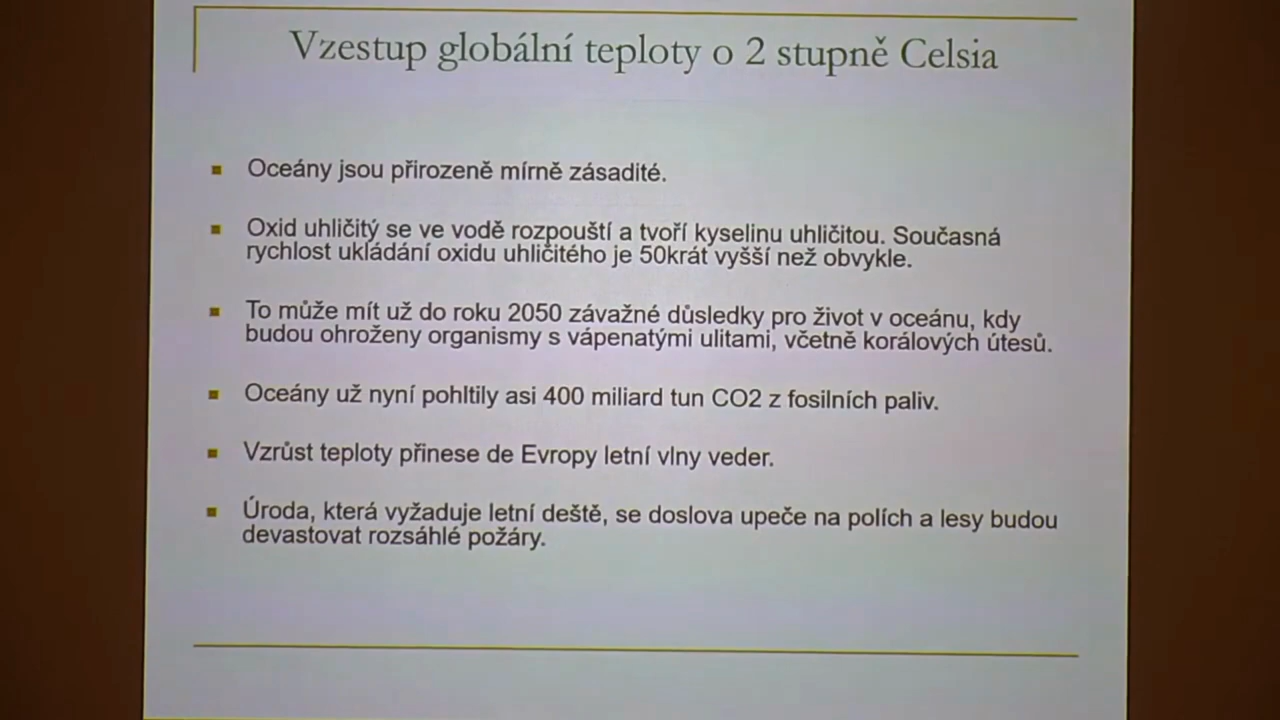 Vzestup globální teploty o 2 stupně Celsia
Oceány jsou přirozeně mírně zásadité.
Oxid uhličitý se ve vodě rozpouští a tvoří kyselinu uhličitou. Současná
rychlost ukládání oxidu uhličitého je 50krát vyšší než obvykle.
To může mít už do roku 2050 závažné důsledky pro život v oceánu, kdy
budou ohroženy organismy s vápenatými ulitami, včetně korálových útesů.
Oceány už nyní pohltily asi 400 miliard tun CO2 z fosilních paliv.
Vzrůst teploty přinese de Evropy letní vlny veder.
Úroda, která vyžaduje letní deště, se doslova upeče na polích a lesy budou
devastovat rozsáhlé požáry.